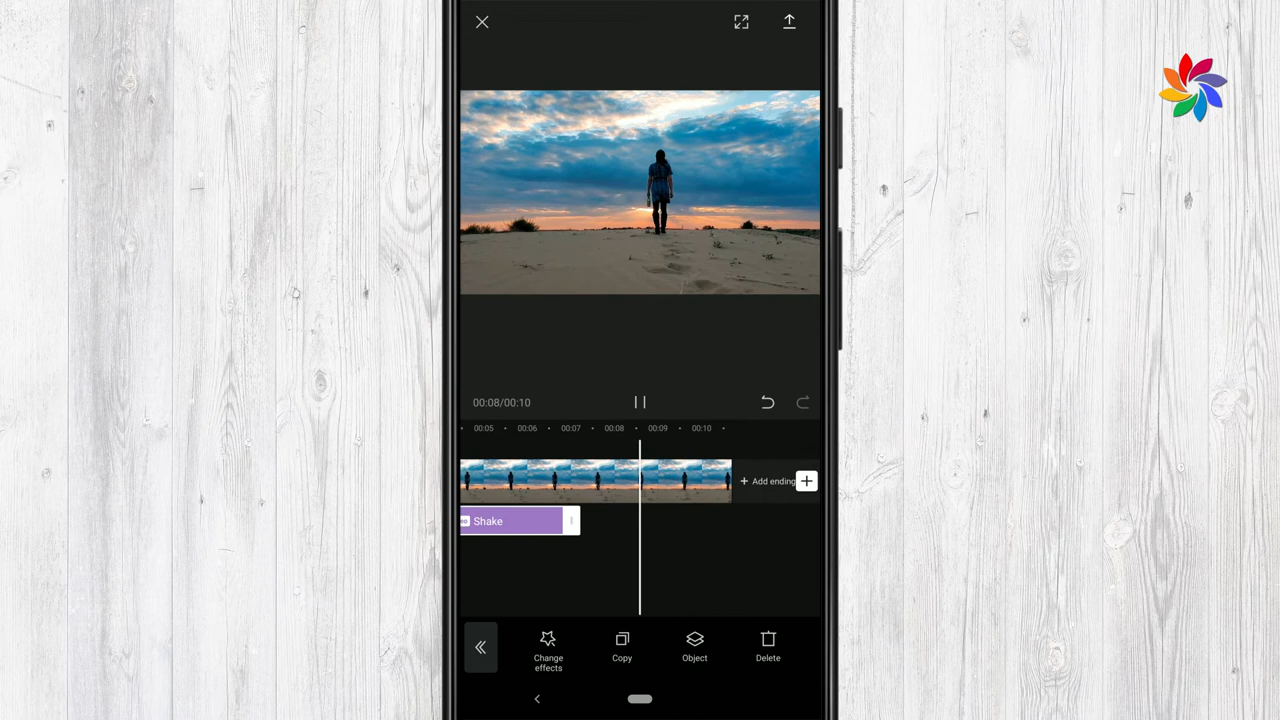 00:08/00:10
00:05 00:06 00:07 00:08 00:09 00:10
+ Add ending
Shake
Change
effects
Copy
Object
Delete